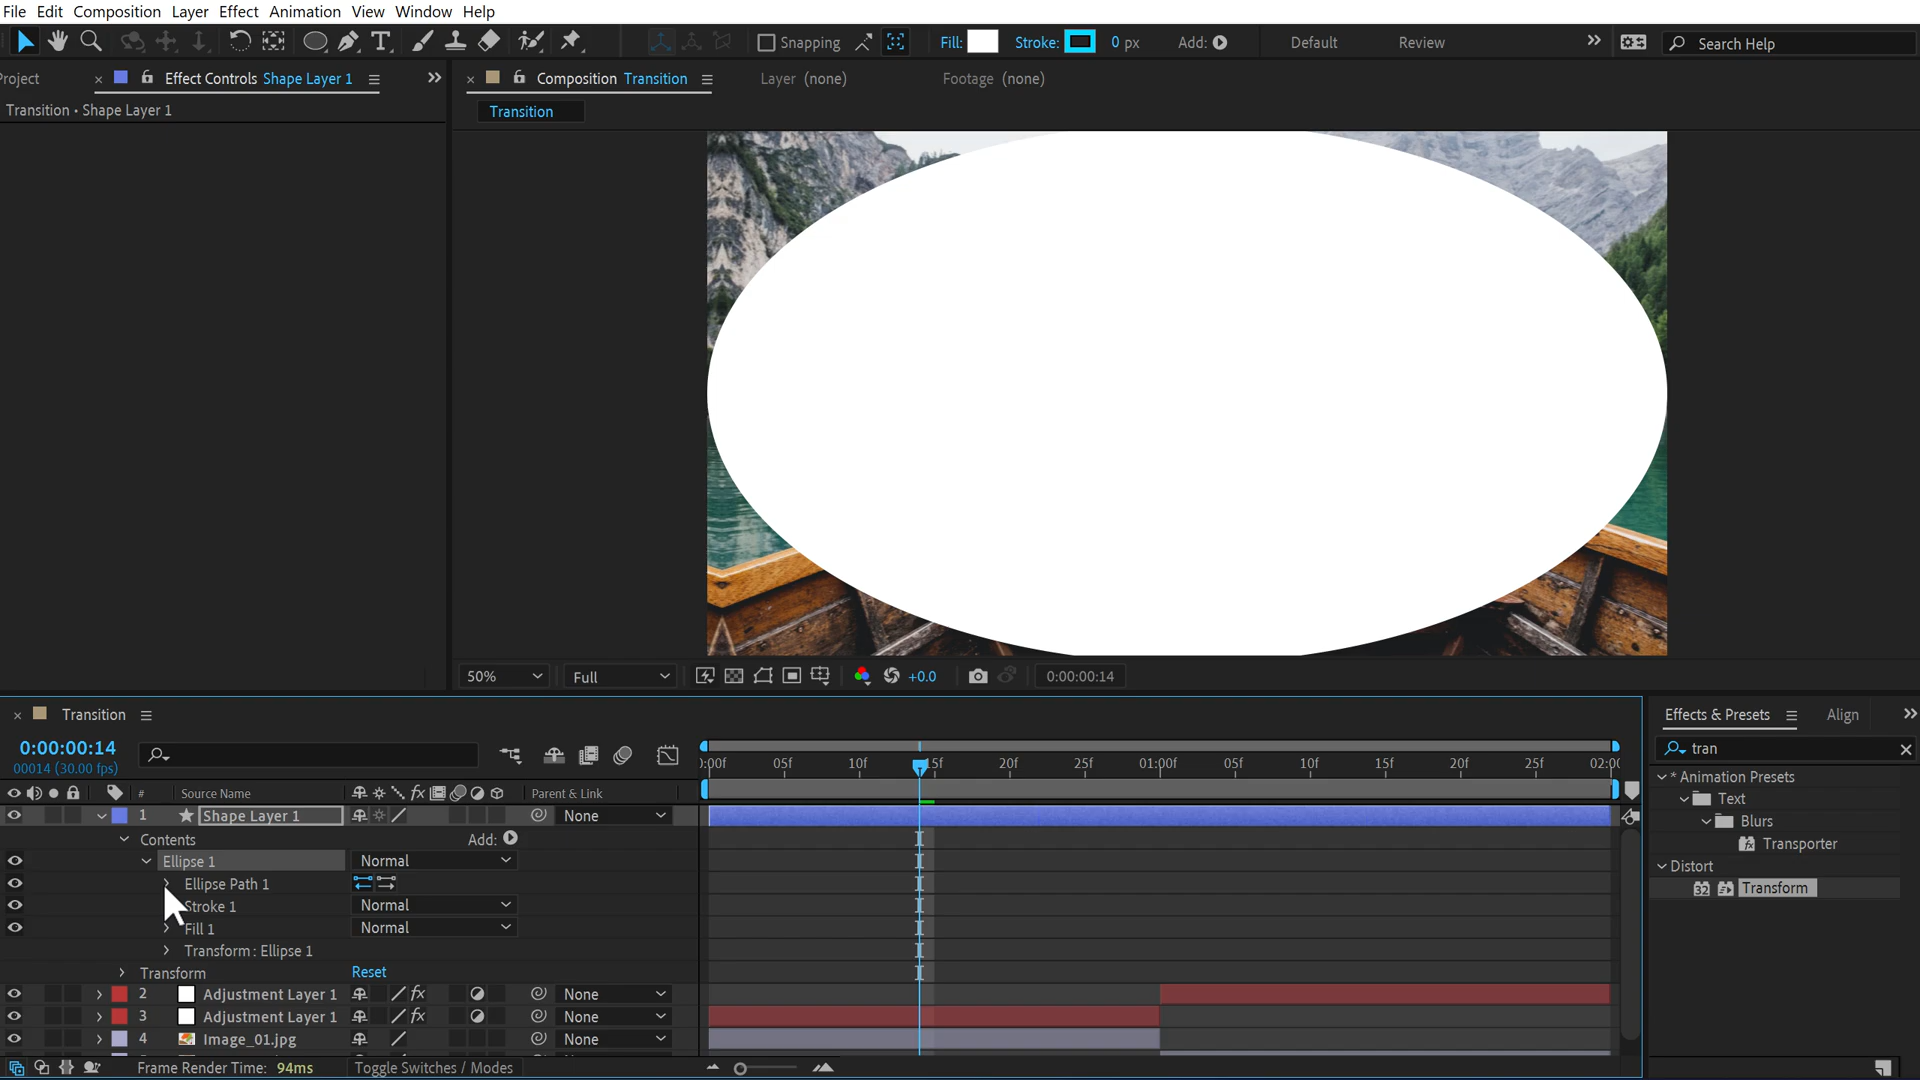 File Edit Composition Layer Effect Animation View Window Help
Snapping Fill: Stroke: 0 px Add: Default Review Search Help
roject Effect Controls Shape Layer 1 Composition Transition Layer (none) Footage (none)
Transition • Shape Layer 1
Transition
50% Full +0.0 0:00:00:14
Transition
0:00:00:14
00014 (30.00 fps)
):00f 05f 10f 15f 20f 25f 01:00f 05f 10f 15f 20f 25f 02:00
# Source Name Parent & Link
1 Shape Layer 1 None
Contents Add:
Ellipse 1 Normal
Ellipse Path 1
Stroke 1 Normal
Fill 1 Normal
Transform : Ellipse 1
Transform Reset
2 Adjustment Layer 1 fx None
3 Adjustment Layer 1 fx None
4 Image_01.jpg None
Frame Render Time: 94ms Toggle Switches / Modes
Effects & Presets Align
tran
* Animation Presets
Text
Blurs
Transporter
Distort
32 Transform